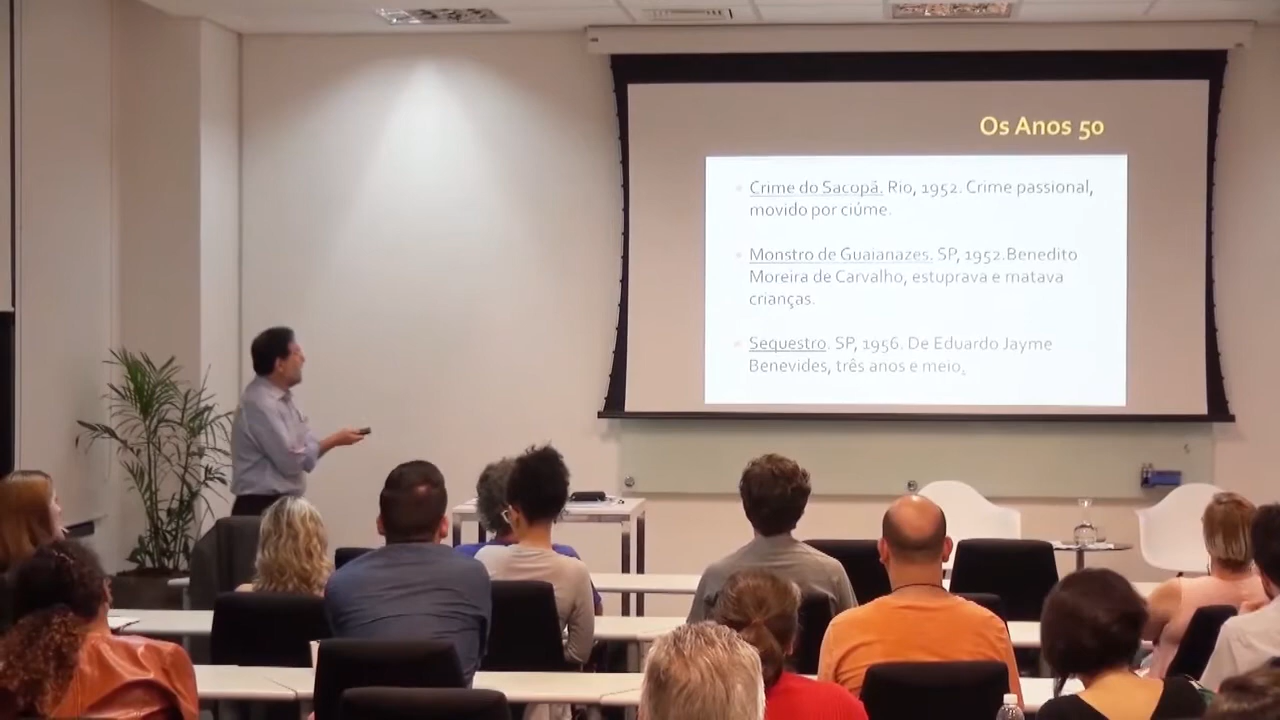 Os Anos 50
Crime do Sacopã. Rio, 1952. Crime passional,
movido por ciúme.
Monstro de Guaianazes. SP, 1952.Benedito
Moreira de Carvalho, estuprava e matava
crianças.
Sequestro. SP, 1956. De Eduardo Jayme
Benevides, três anos e meio.